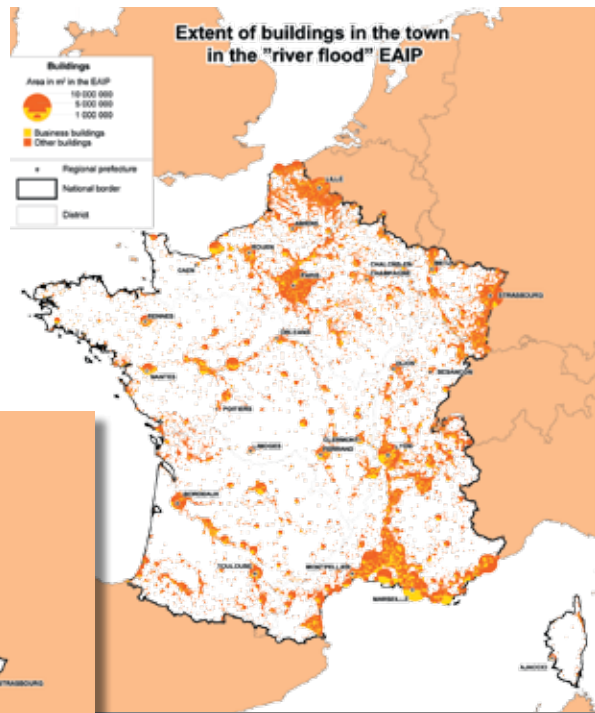 Extent of buildings in the town
in the "river flood" EAIP
Buildings
Area in m² in the EAIP
10 000 000
5 000 000
1 000 000
Business buildings
Other buildings
Regional prefecture
National border
District
LILLE
AMIENS
ROUEN
CAEN
PARIS
CHALONS-EN-
CHAMPAGNE
METZ
STRASBOURG
RENNES
ORLEANS
NANTES
DIJON
BESANCON
POITIERS
LIMOGES
CLERMONT
FERRAND
LYON
BORDEAUX
TOULOUSE
MONTPELLIER
MARSEILLE
AJACCIO
STRASBOURG